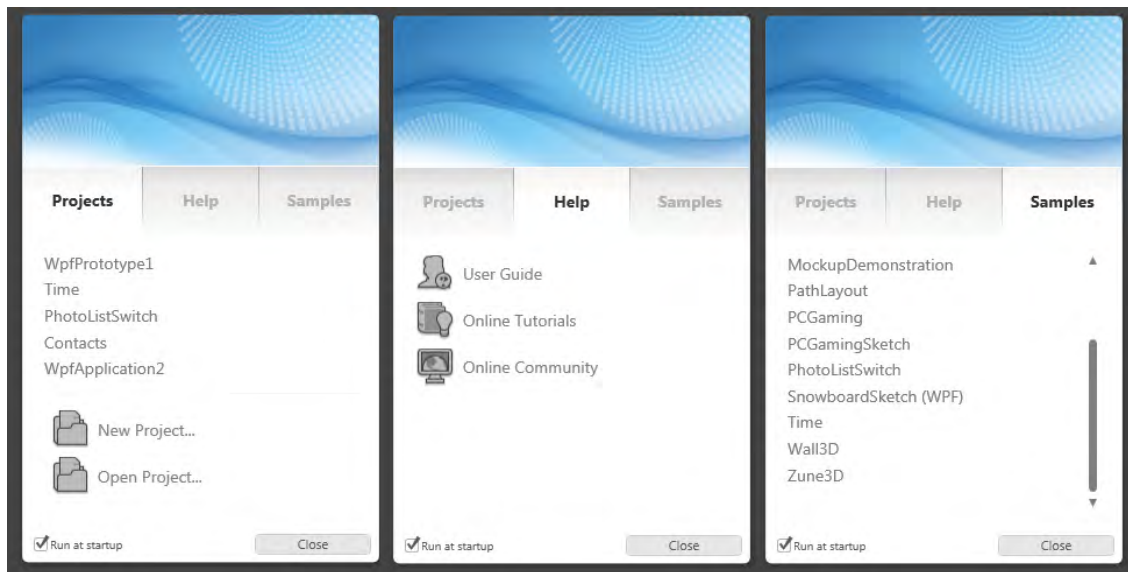 Projects
Help
Samples
WpfPrototype1
Time
PhotoListSwitch
Contacts
WpfApplication2
New Project...
Open Project...
Run at startup
Close
Projects
Help
Samples
User Guide
Online Tutorials
Online Community
Run at startup
Close
Projects
Help
Samples
MockupDemonstration
PathLayout
PCGaming
PCGamingSketch
PhotoListSwitch
SnowboardSketch (WPF)
Time
Wall3D
Zune3D
Run at startup
Close